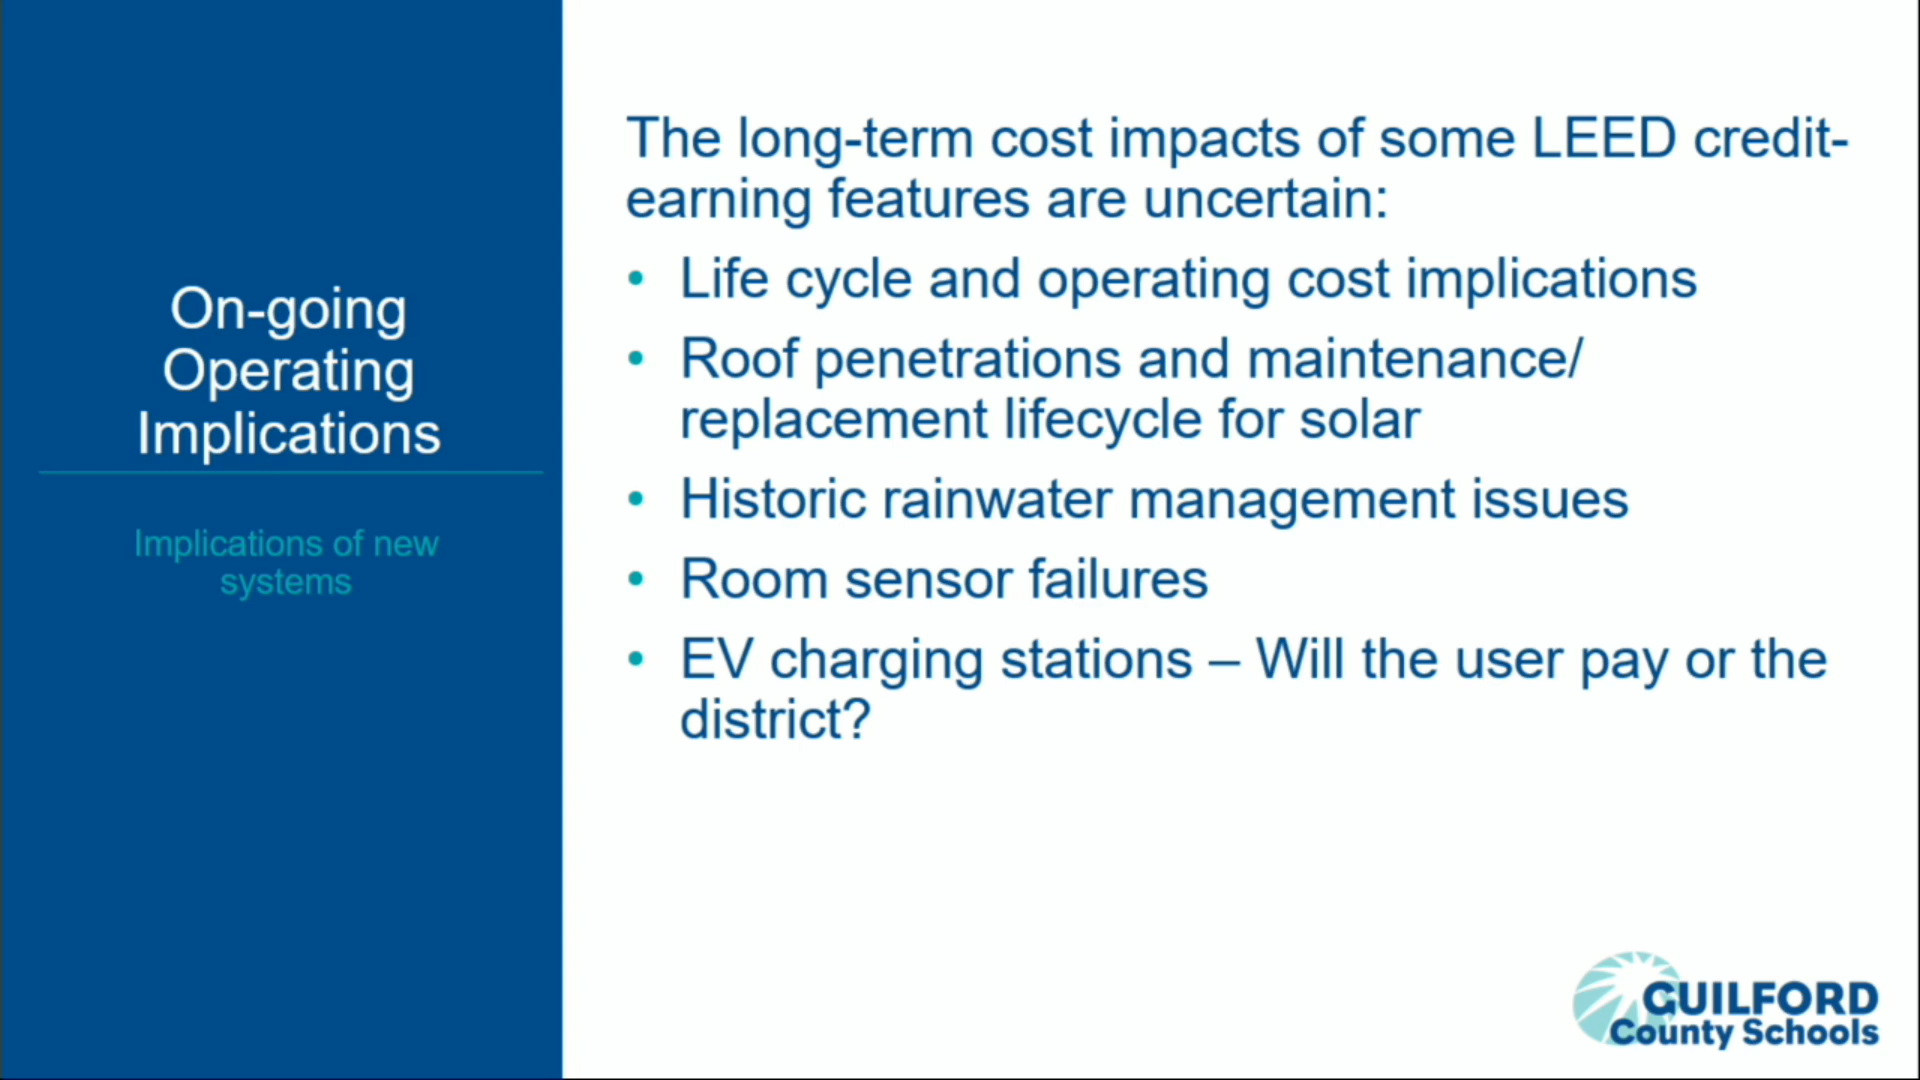 On-going
Operating
Implications
Implications of new
systems
The long-term cost impacts of some LEED credit-
earning features are uncertain:
• Life cycle and operating cost implications
• Roof penetrations and maintenance/
replacement lifecycle for solar
• Historic rainwater management issues
• Room sensor failures
• EV charging stations – Will the user pay or the
district?
GUILFORD
County Schools